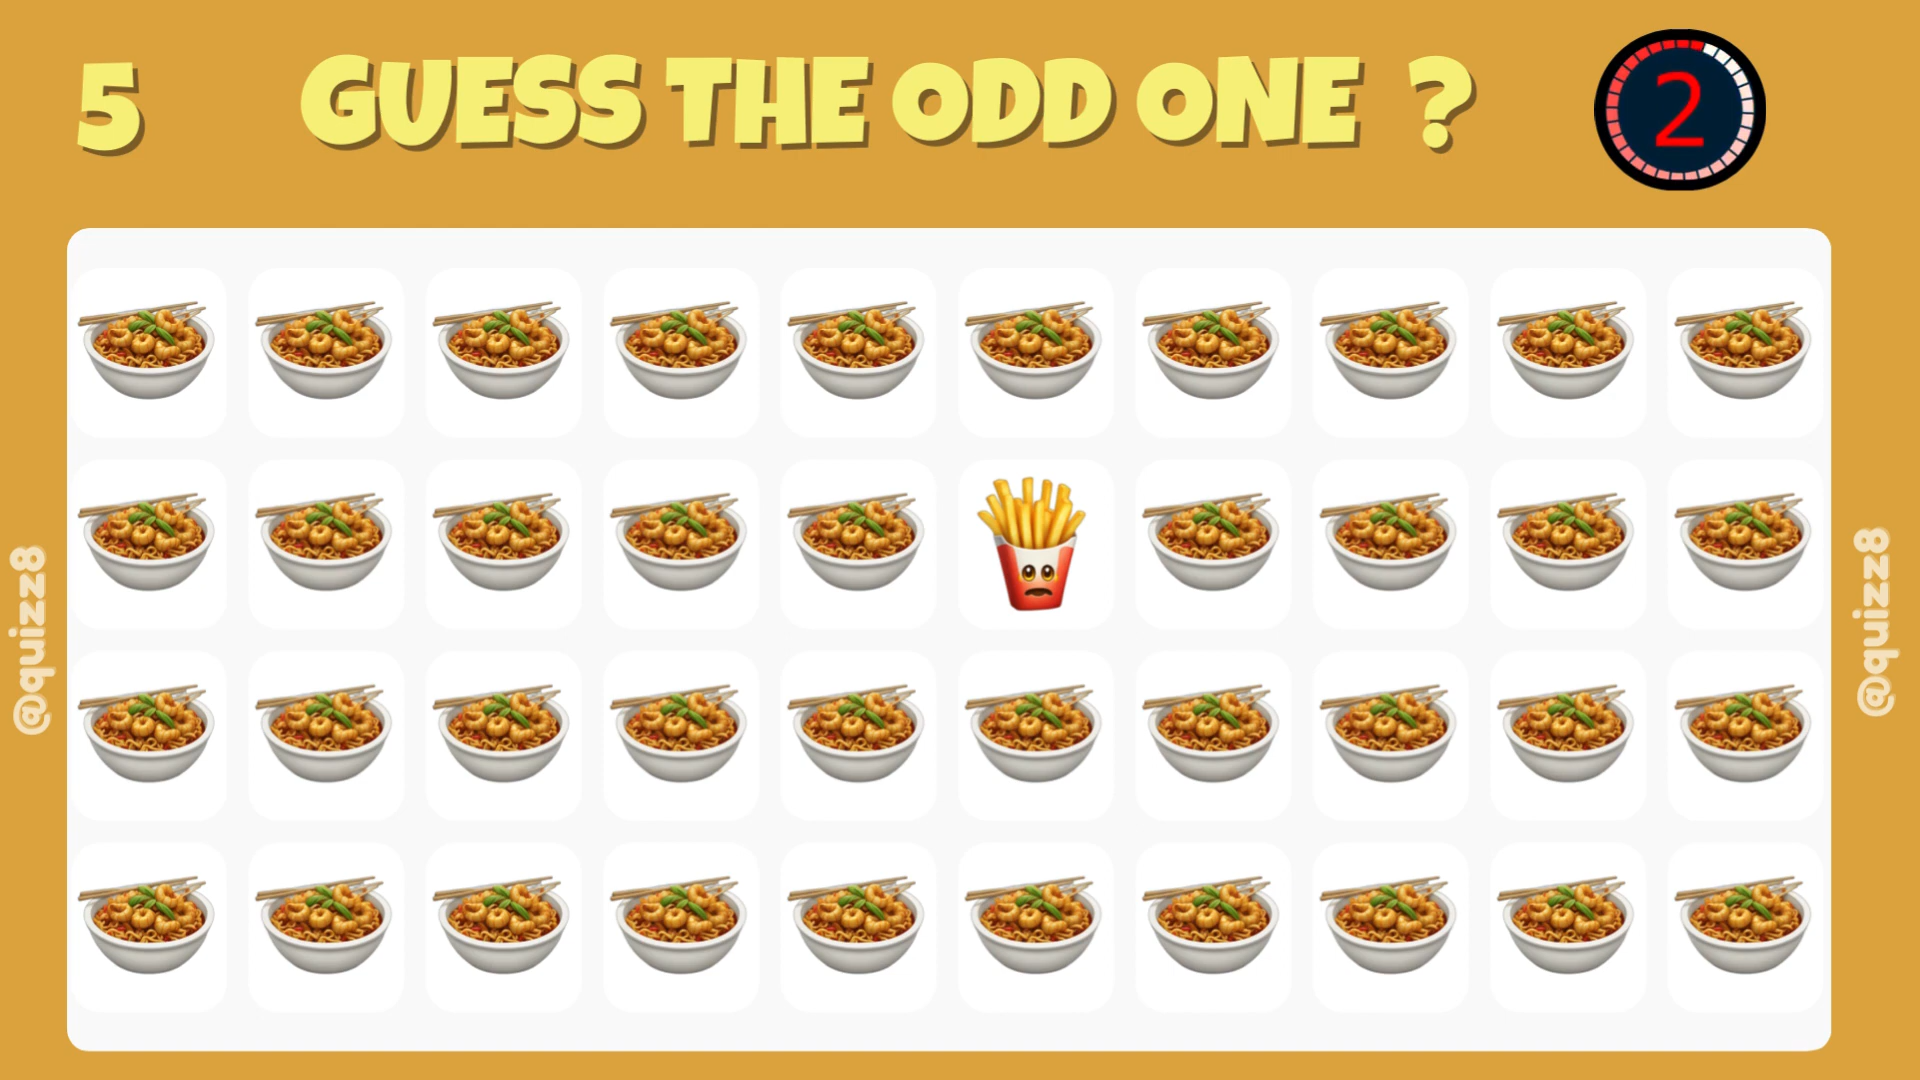 5
GUESS THE ODD ONE ?
2
@quizz8
@quizz8